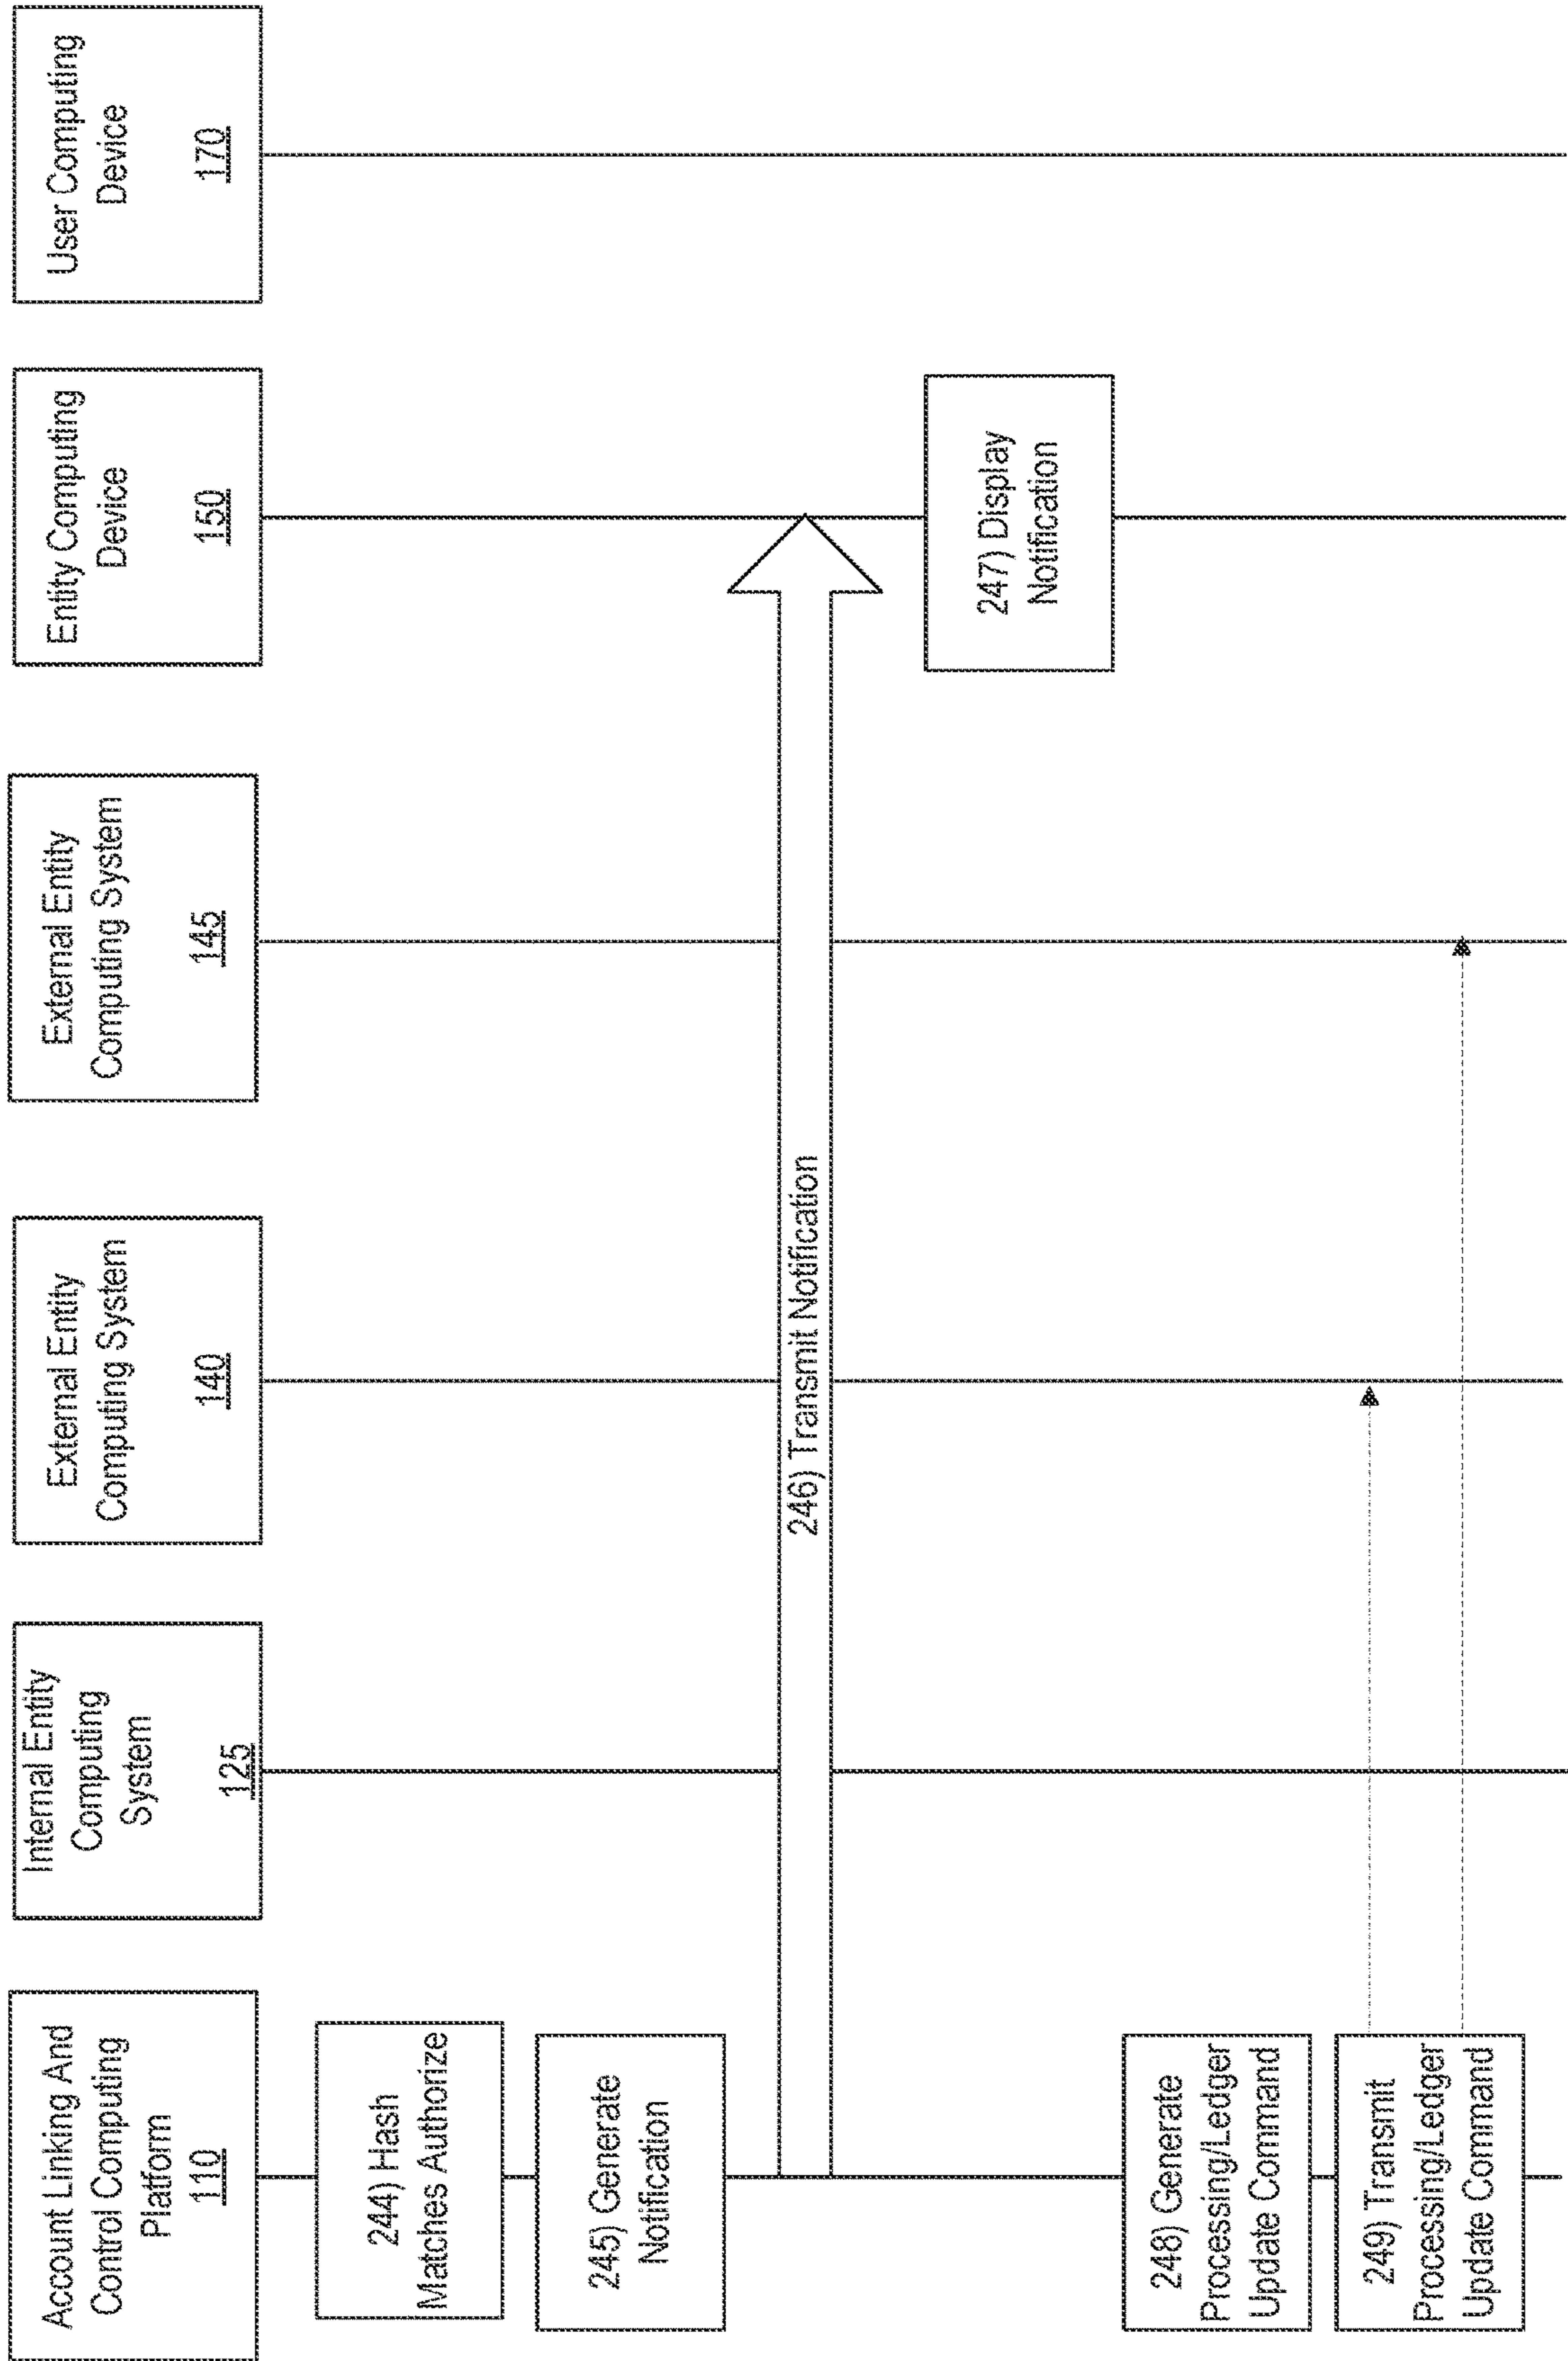 Account Linking And
Control Computing
Platform
110
Internal Entity
Computing
System
125
External Entity
Computing System
140
External Entity
Computing System
145
Entity Computing
Device
150
User Computing
Device
170
244) Hash
Matches Authorize
245) Generate
Notification
246) Transmit Notification
247) Display
Notification
248) Generate
Processing/Ledger
Update Command
249) Transmit
Processing/Ledger
Update Command